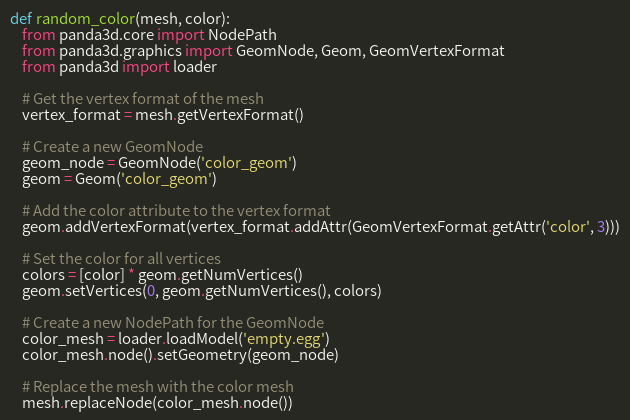 def random_color(mesh, color):
from panda3d.core import NodePath
from panda3d.graphics import GeomNode, Geom, GeomVertexFormat
from panda3d import loader
# Get the vertex format of the mesh
vertex_format = mesh.getVertexFormat()
# Create a new GeomNode
geom_node = GeomNode('color_geom')
geom = Geom('color_geom')
# Add the color attribute to the vertex format
geom.addVertexFormat(vertex_format.addAttr(GeomVertexFormat.getAttr('color', 3)))
# Set the color for all vertices
colors = [color] * geom.getNumVertices()
geom.setVertices(0, geom.getNumVertices(), colors)
# Create a new NodePath for the GeomNode
color_mesh = loader.loadModel('empty.egg')
color_mesh.node().setGeometry(geom_node)
# Replace the mesh with the color mesh
mesh.replaceNode(color_mesh.node())